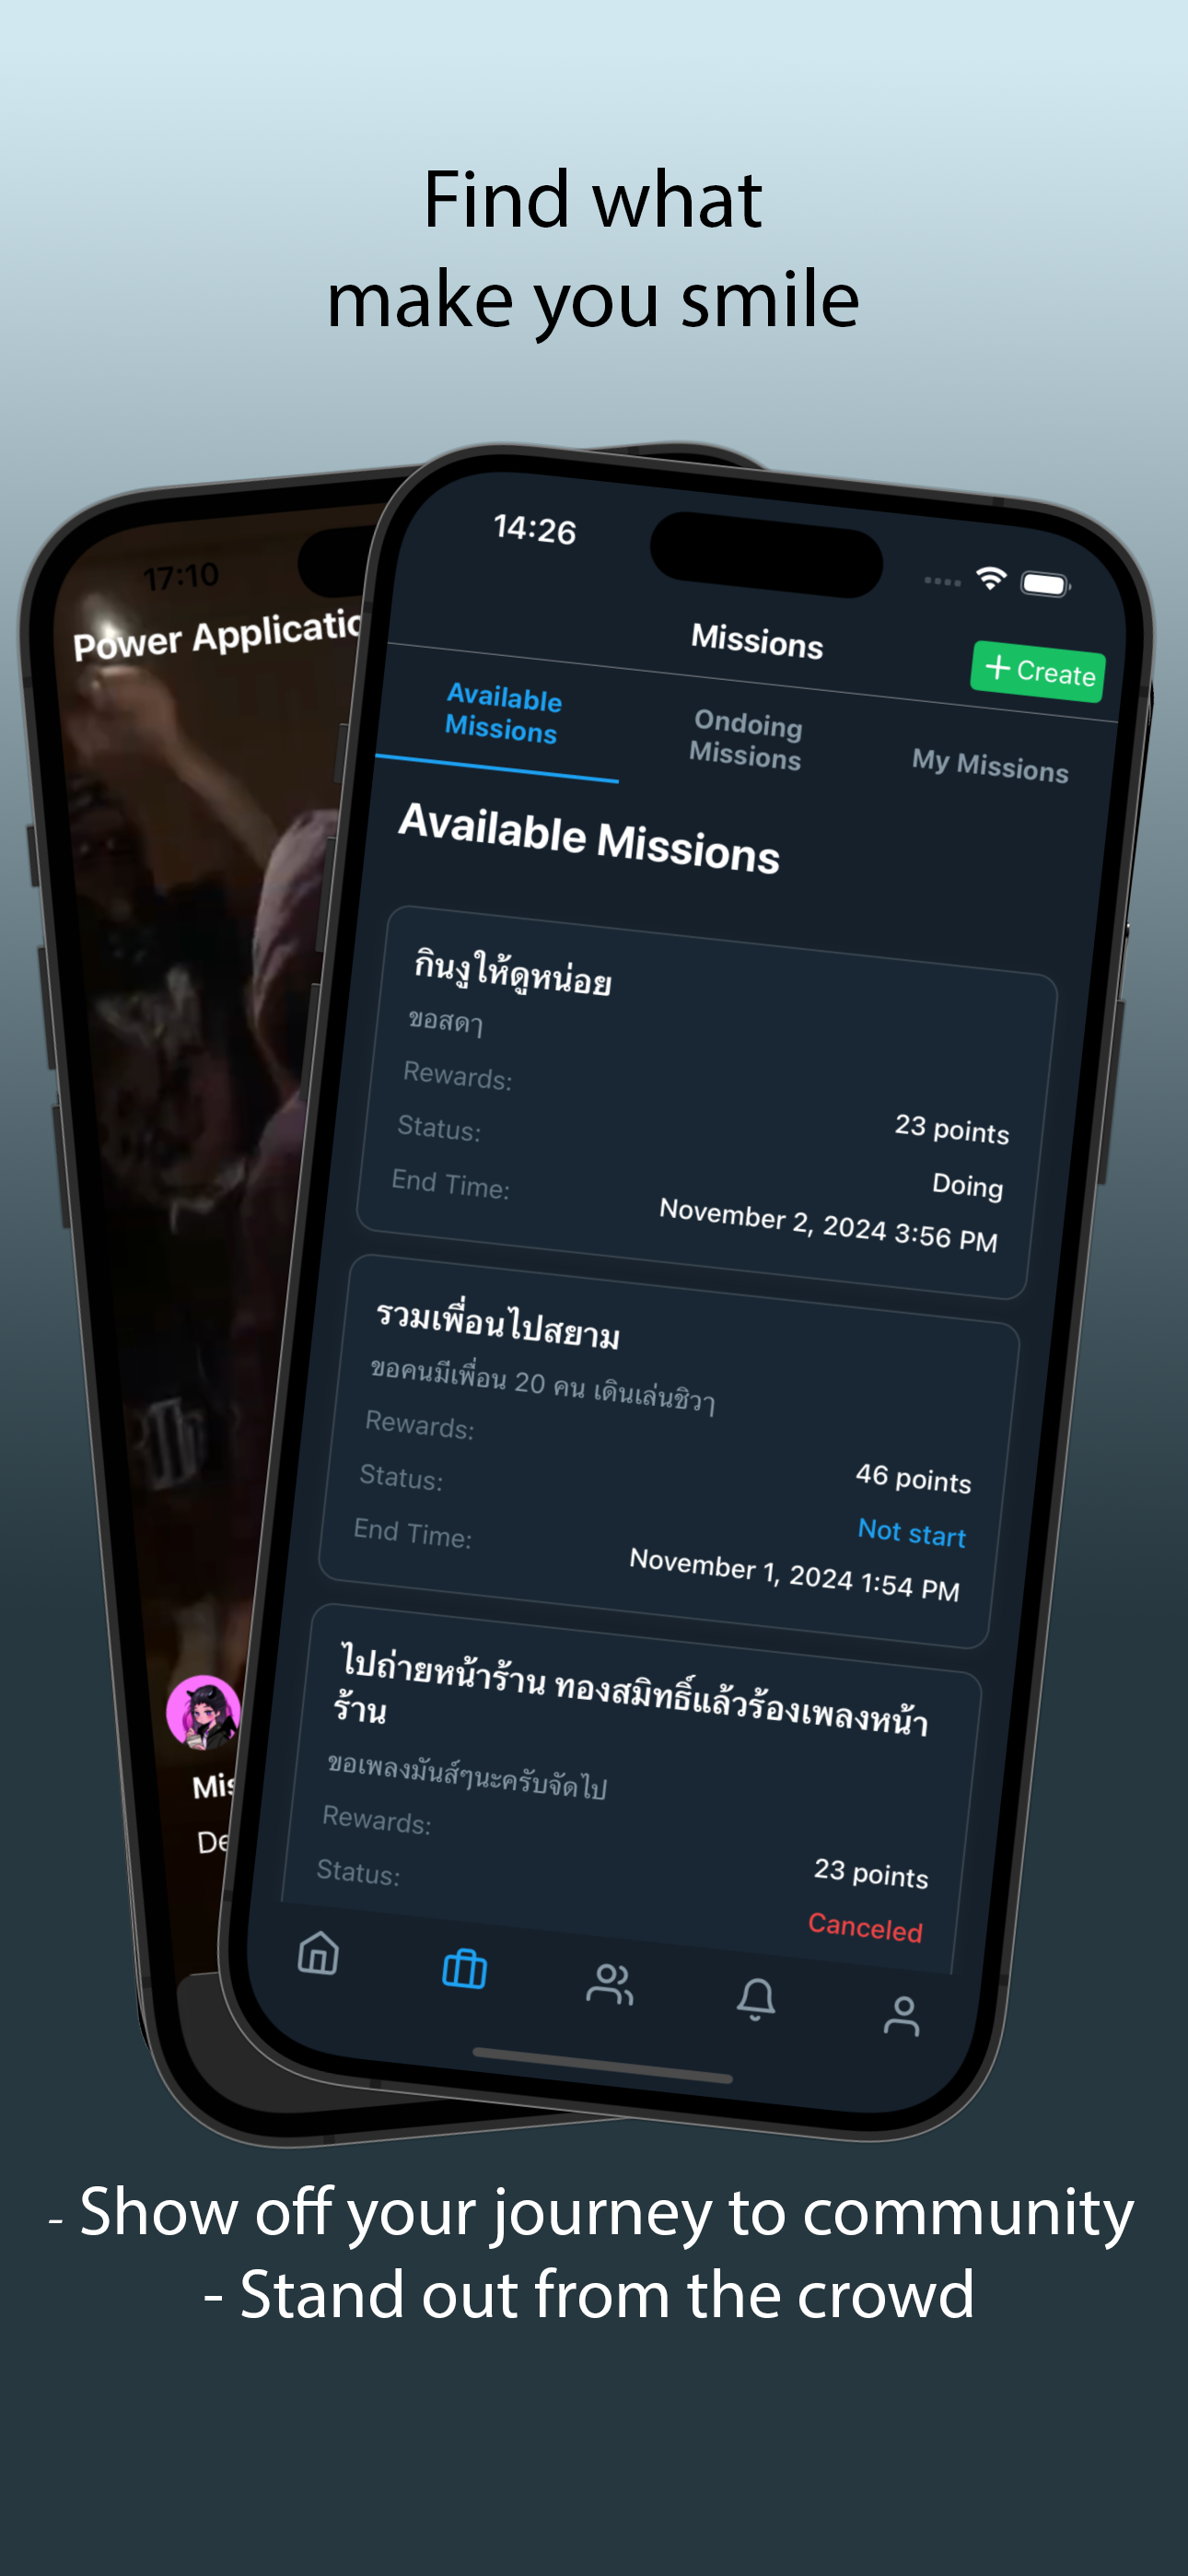 Find what
make you smile
17:10
Power Applicatio
14:26
Missions
+ Create
Available
Missions
Ondoing
Missions
My Missions
Available Missions
กินงูให้ดูหน่อย
ขอสดๆ
Rewards:
23 points
Status:
Doing
End Time:
November 2, 2024 3:56 PM
รวมเพื่อนไปสยาม
ขอคนมีเพื่อน 20 คน เดินเล่นชิวๆ
Rewards:
46 points
Status:
Not start
End Time:
November 1, 2024 1:54 PM
ไปถ่ายหน้าร้าน ทองสมิทธิ์แล้วร้องเพลงหน้า
ร้าน
ขอเพลงมันส์ๆนะครับจัดไป
Rewards:
23 points
Status:
Canceled
Mis
De
- Show off your journey to community
- Stand out from the crowd